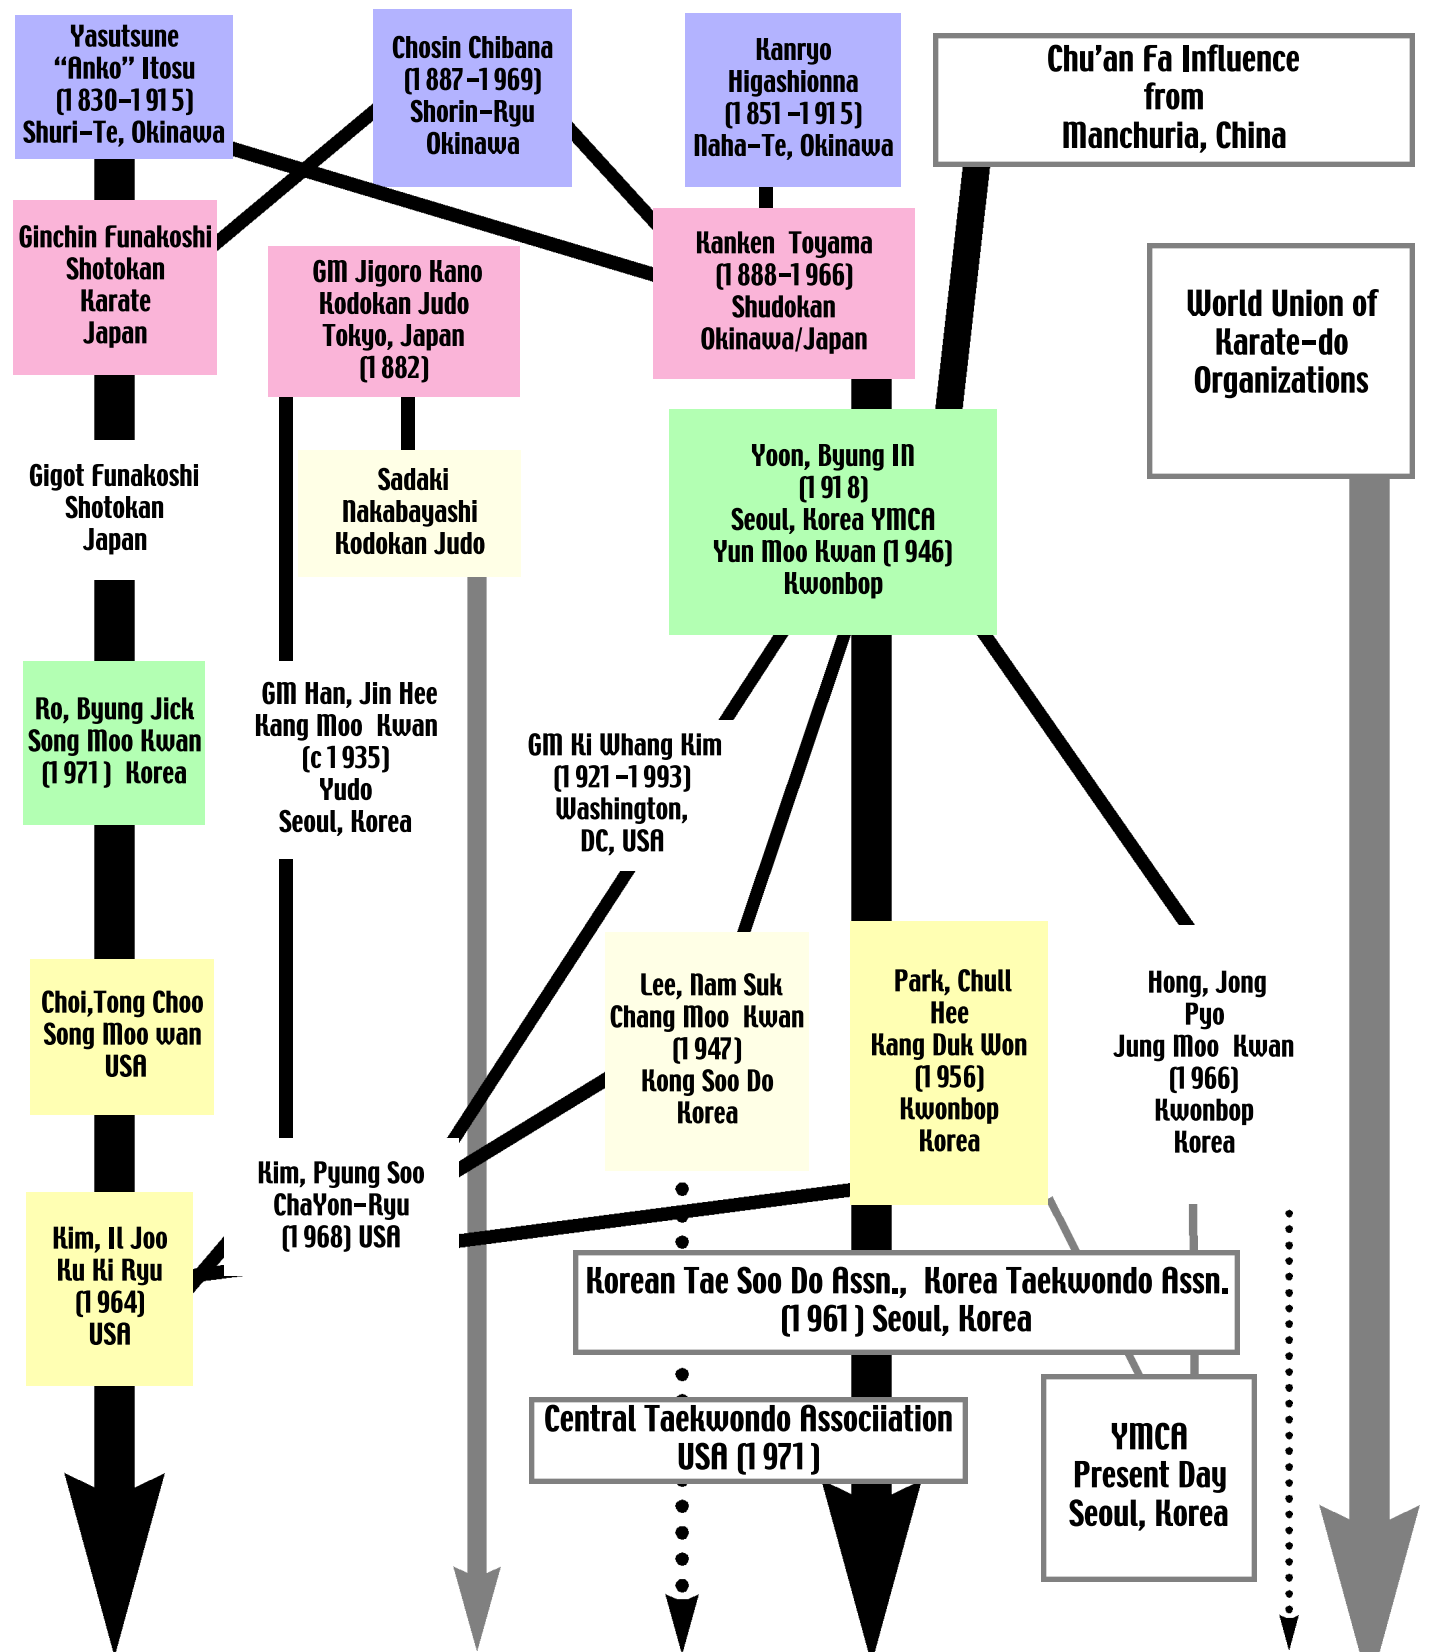 Yasutsune
“Anko” Itosu
(1830-1915)
Shuri-Te, Okinawa
Chosin Chibana
(1887-1969)
Shorin-Ryu
Okinawa
Kanryo
Higashionna
(1851-1915)
Naha-Te, Okinawa
Chu’an Fa Influence
from
Manchuria, China
Ginchin Funakoshi
Shotokan
Karate
Japan
GM Jigoro Kano
Kodokan Judo
Tokyo, Japan
(1882)
Kanken Toyama
(1888-1966)
Shudokan
Okinawa/Japan
World Union of
Karate-do
Organizations
Gigot Funakoshi
Shotokan
Japan
Sadaki
Nakabayashi
Kodokan Judo
Yoon, Byung IN
(1918)
Seoul, Korea YMCA
Yun Moo Kwan (1946)
Kwonbop
Ro, Byung Jick
Song Moo Kwan
(1971) Korea
GM Han, Jin Hee
Kang Moo Kwan
(c1935)
Yudo
Seoul, Korea
GM Ki Whang Kim
(1921-1993)
Washington,
DC, USA
Choi,Tong Choo
Song Moo wan
USA
Lee, Nam Suk
Chang Moo Kwan
(1947)
Kong Soo Do
Korea
Park, Chull
Hee
Kang Duk Won
(1956)
Kwonbop
Korea
Hong, Jong
Pyo
Jung Moo Kwan
(1966)
Kwonbop
Korea
Kim, Pyung Soo
ChaYon-Ryu
(1968) USA
Kim, Il Joo
Ku Ki Ryu
(1964)
USA
Korean Tae Soo Do Assn., Korea Taekwondo Assn.
(1961) Seoul, Korea
Central Taekwondo Associiation
USA (1971)
YMCA
Present Day
Seoul, Korea